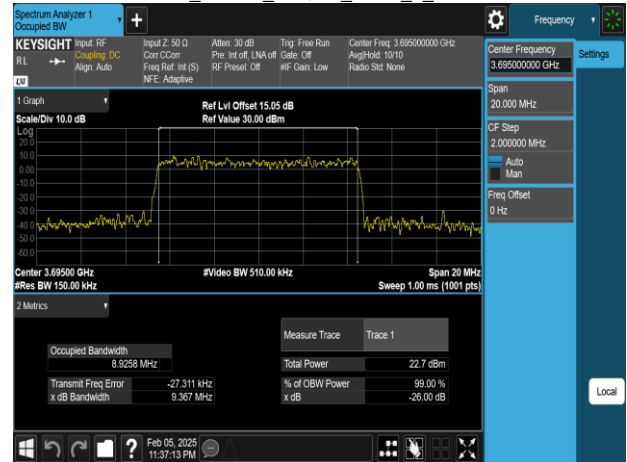 Spectrum Analyzer 1
Occupied BW
Frequency
KEYSIGHT
RL
LXI
Input: RF
Coupling: DC
Align: Auto
Input Z: 50 Ω
Corr CCorr
Freq Ref: Int (S)
NFE: Adaptive
Atten: 30 dB
Pre: Int off, LNA off
RF Presel: Off
Trig: Free Run
Gate: Off
#IF Gain: Low
Center Freq: 3.695000000 GHz
Avg|Hold: 10/10
Radio Std: None
1 Graph
Scale/Div 10.0 dB
Ref Lvl Offset 15.05 dB
Ref Value 30.00 dBm
Log
20.0
10.0
0.00
-10.0
-20.0
-30.0
-40.0
-50.0
-60.0
Center 3.69500 GHz
#Res BW 150.00 kHz
#Video BW 510.00 kHz
Span 20 MHz
Sweep 1.00 ms (1001 pts)
2 Metrics
Measure Trace
Trace 1
Occupied Bandwidth
8.9258 MHz
Total Power
22.7 dBm
Transmit Freq Error
-27.311 kHz
% of OBW Power
99.00 %
x dB Bandwidth
9.367 MHz
x dB
-26.00 dB
Center Frequency
3.695000000 GHz
Settings
Span
20.000 MHz
CF Step
2.000000 MHz
Auto
Man
Freq Offset
0 Hz
Local
?
Feb 05, 2025
11:37:13 PM